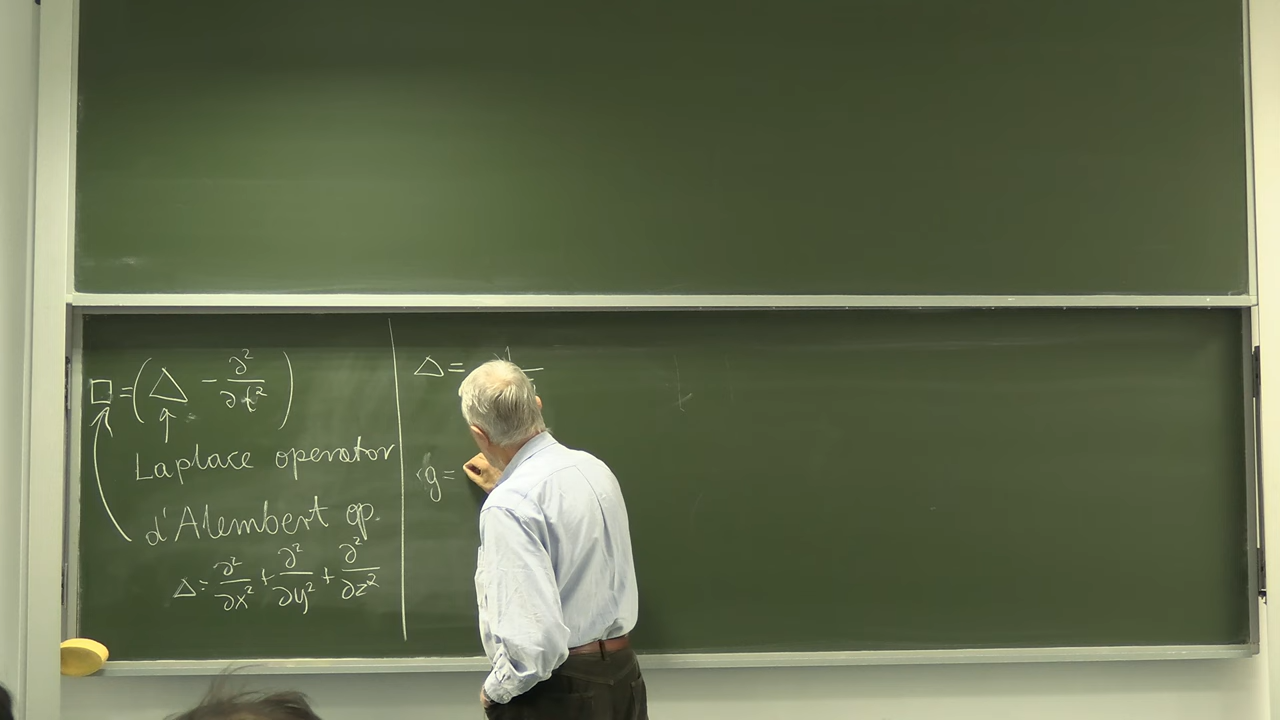 □ = (Δ - ∂²/∂t²)
Laplace operator
d'Alembert op.
Δ = ∂²/∂x² + ∂²/∂y² + ∂²/∂z²
Δ =
g =